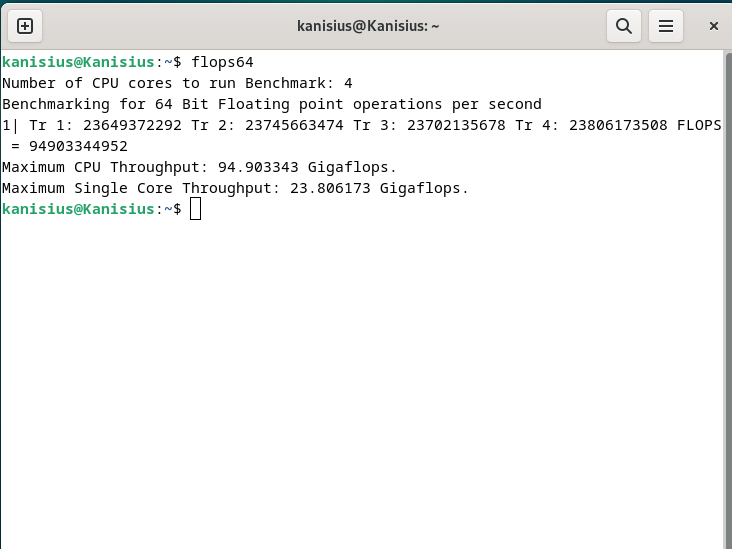 kanisius@Kanisius: ~
kanisius@Kanisius:~$ flops64
Number of CPU cores to run Benchmark: 4
Benchmarking for 64 Bit Floating point operations per second
1| Tr 1: 23649372292 Tr 2: 23745663474 Tr 3: 23702135678 Tr 4: 23806173508 FLOPS
 = 94903344952
Maximum CPU Throughput: 94.903343 Gigaflops.
Maximum Single Core Throughput: 23.806173 Gigaflops.
kanisius@Kanisius:~$